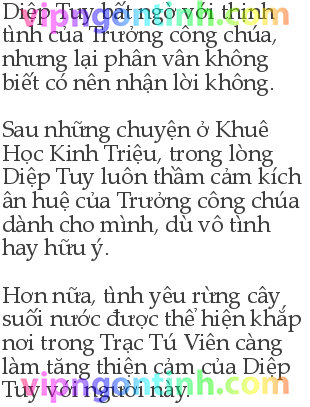 Diệp Tuy bất ngờ với thịnh
tình của Trưởng công chúa,
nhưng lại phân vân không
biết có nên nhận lời không.
Sau những chuyện ở Khuê
Học Kinh Triệu, trong lòng
Diệp Tuy luôn thầm cảm kích
ân huệ của Trưởng công chúa
dành cho mình, dù vô tình
hay hữu ý.
Hơn nữa, tình yêu rừng cây
suối nước được thể hiện khắp
nơi trong Trạc Tú Viên càng
làm tăng thiện cảm của Diệp
Tuy với người này.
vipngontinh.com
vipngontinh.com